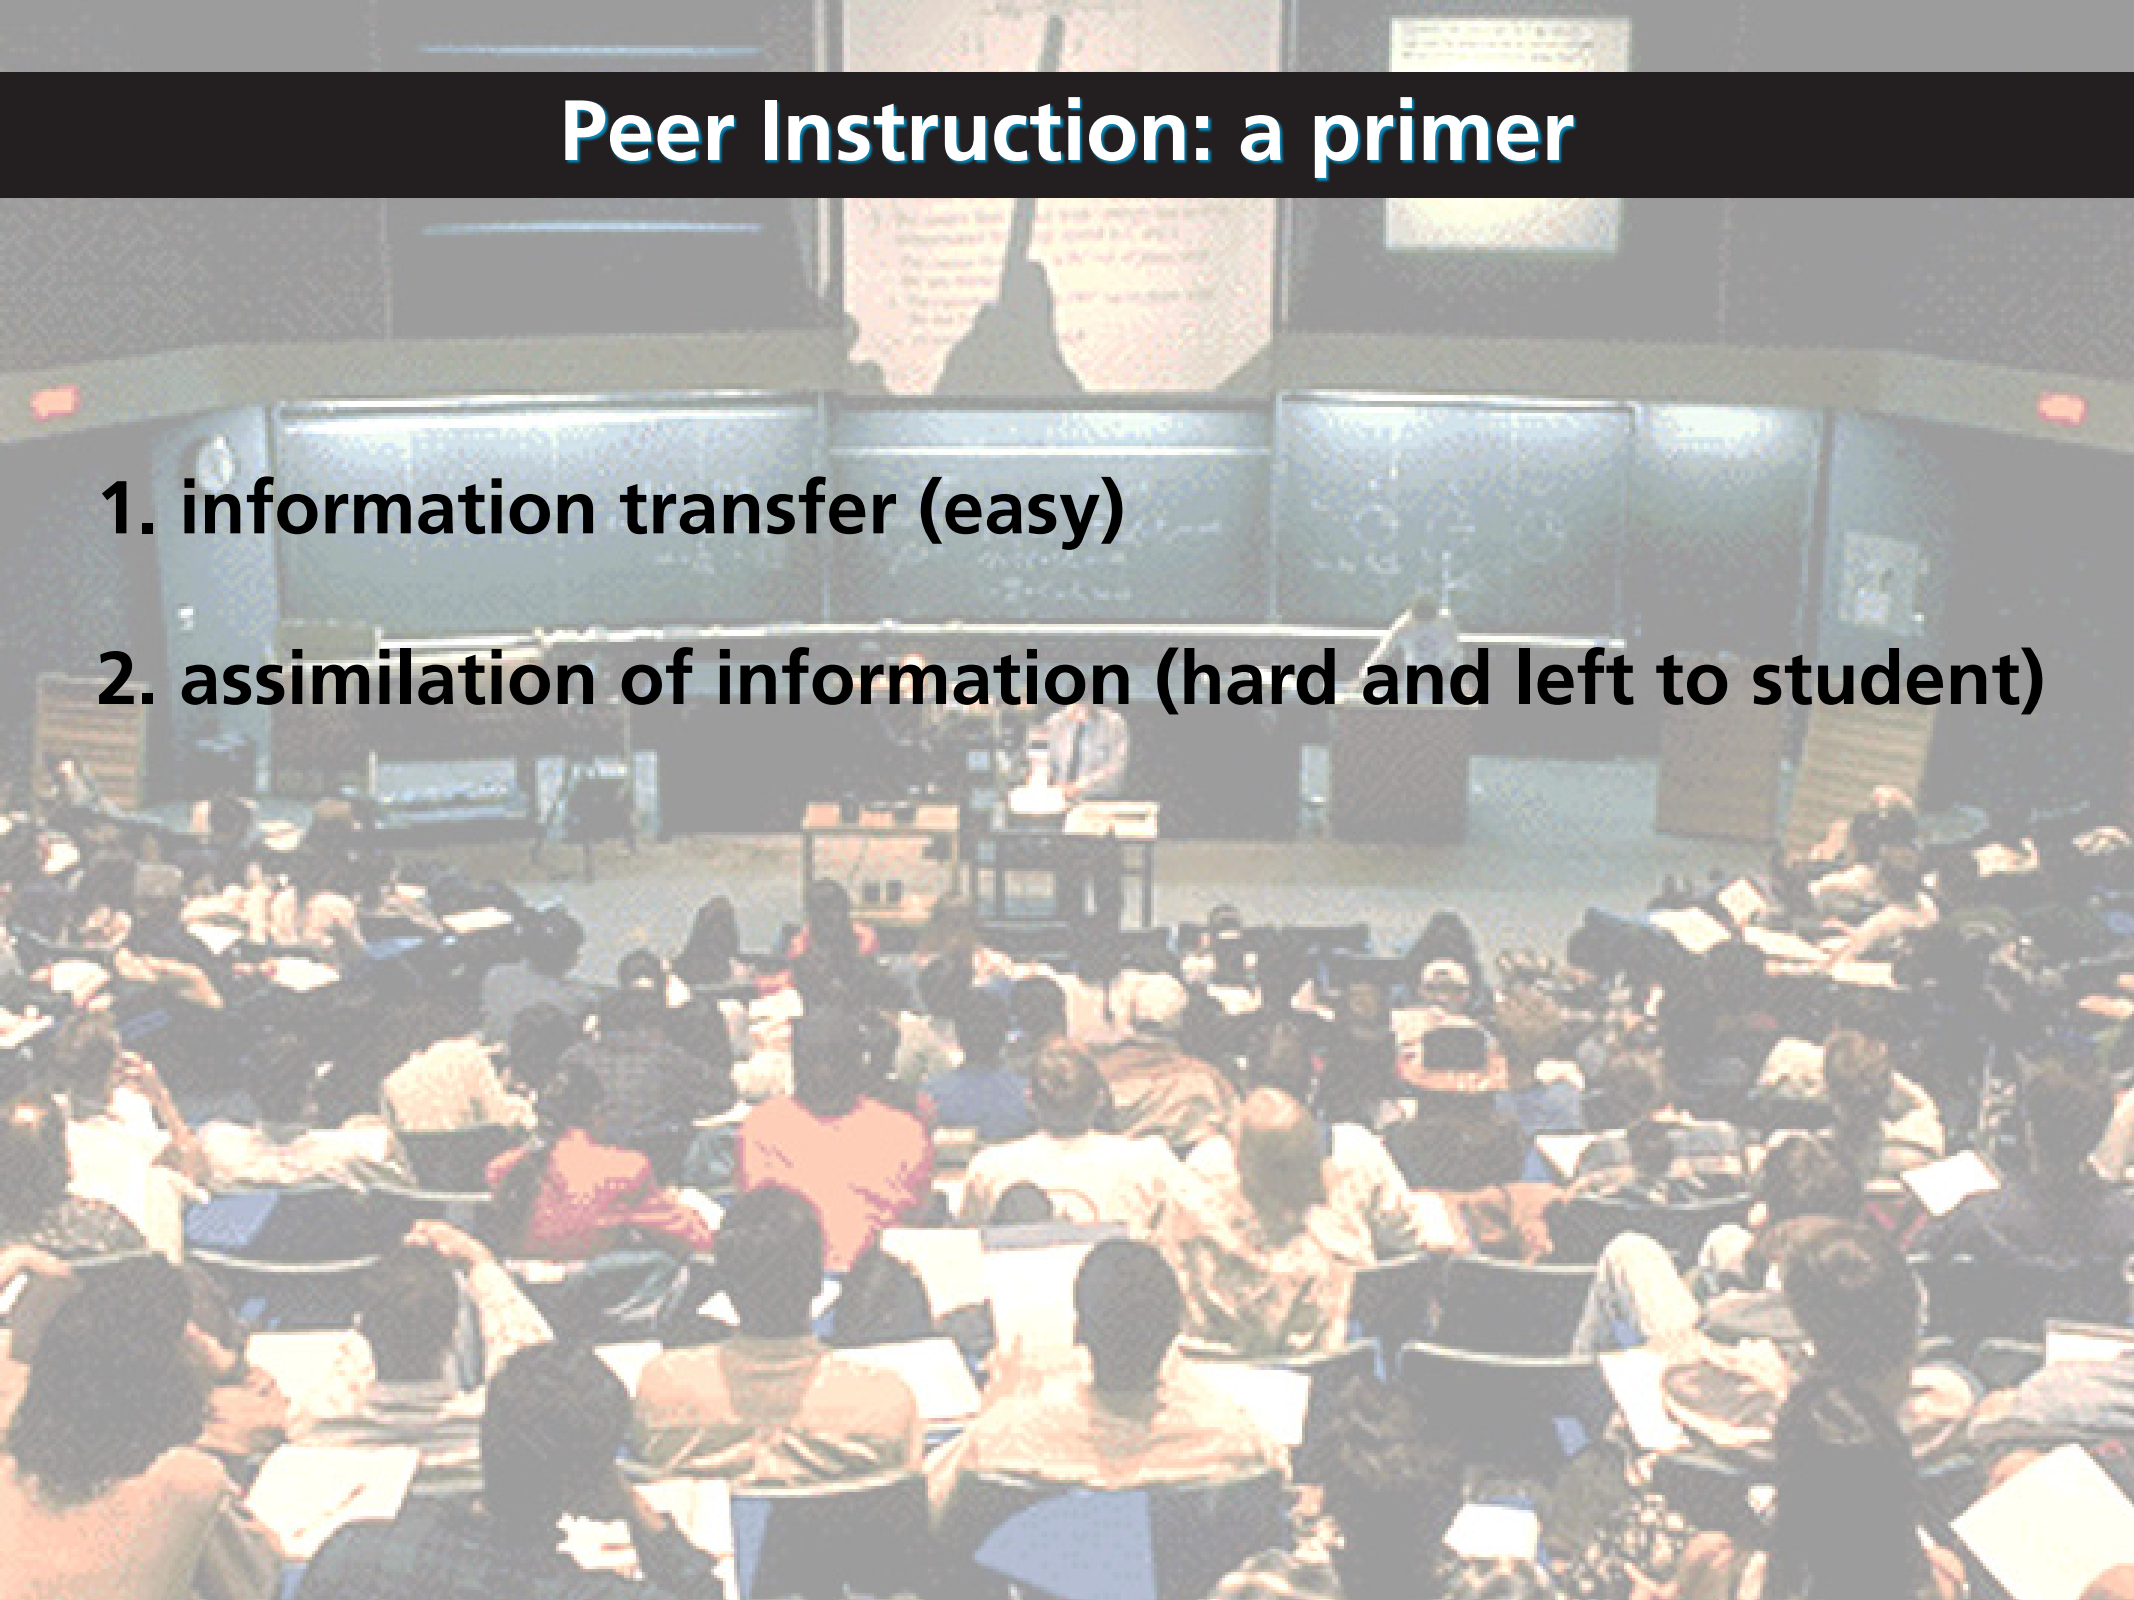 Peer Instruction: a primer
1. information transfer (easy)
2. assimilation of information (hard and left to student)